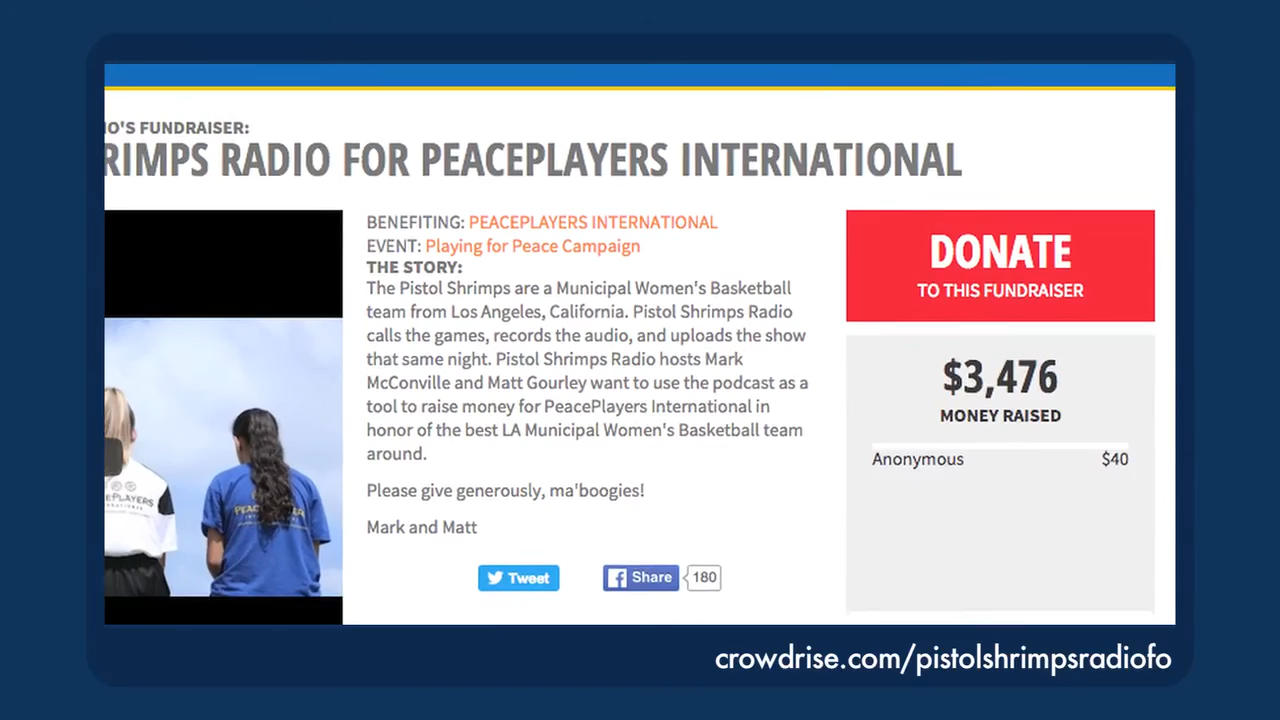 IO'S FUNDRAISER:
RIMPS RADIO FOR PEACEPLAYERS INTERNATIONAL
BENEFITING: PEACEPLAYERS INTERNATIONAL
EVENT: Playing for Peace Campaign
THE STORY:
The Pistol Shrimps are a Municipal Women's Basketball
team from Los Angeles, California. Pistol Shrimps Radio
calls the games, records the audio, and uploads the show
that same night. Pistol Shrimps Radio hosts Mark
McConville and Matt Gourley want to use the podcast as a
tool to raise money for PeacePlayers International in
honor of the best LA Municipal Women's Basketball team
around.
Please give generously, ma'boogies!
Mark and Matt
Tweet
Share 180
DONATE
TO THIS FUNDRAISER
$3,476
MONEY RAISED
Anonymous $40
crowdrise.com/pistolshrimpsradiofo